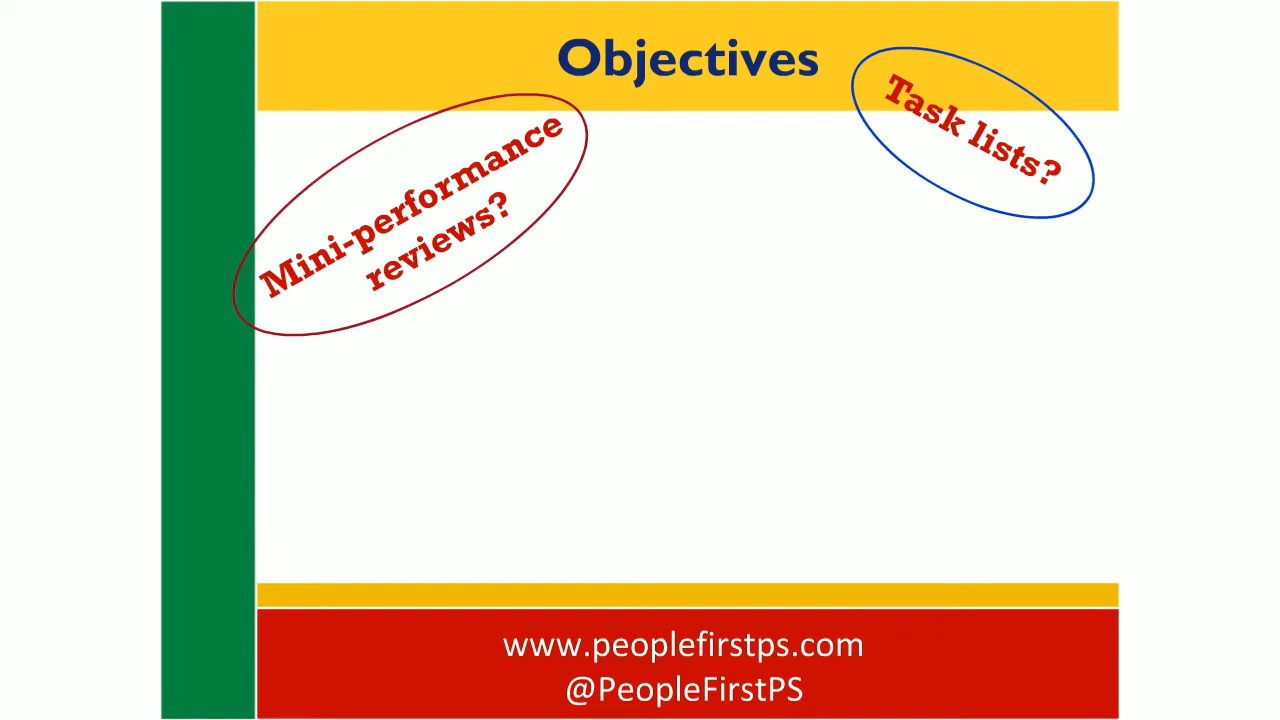 Objectives
Task lists?
Mini-performance
reviews?
www.peoplefirstps.com
@PeopleFirstPS